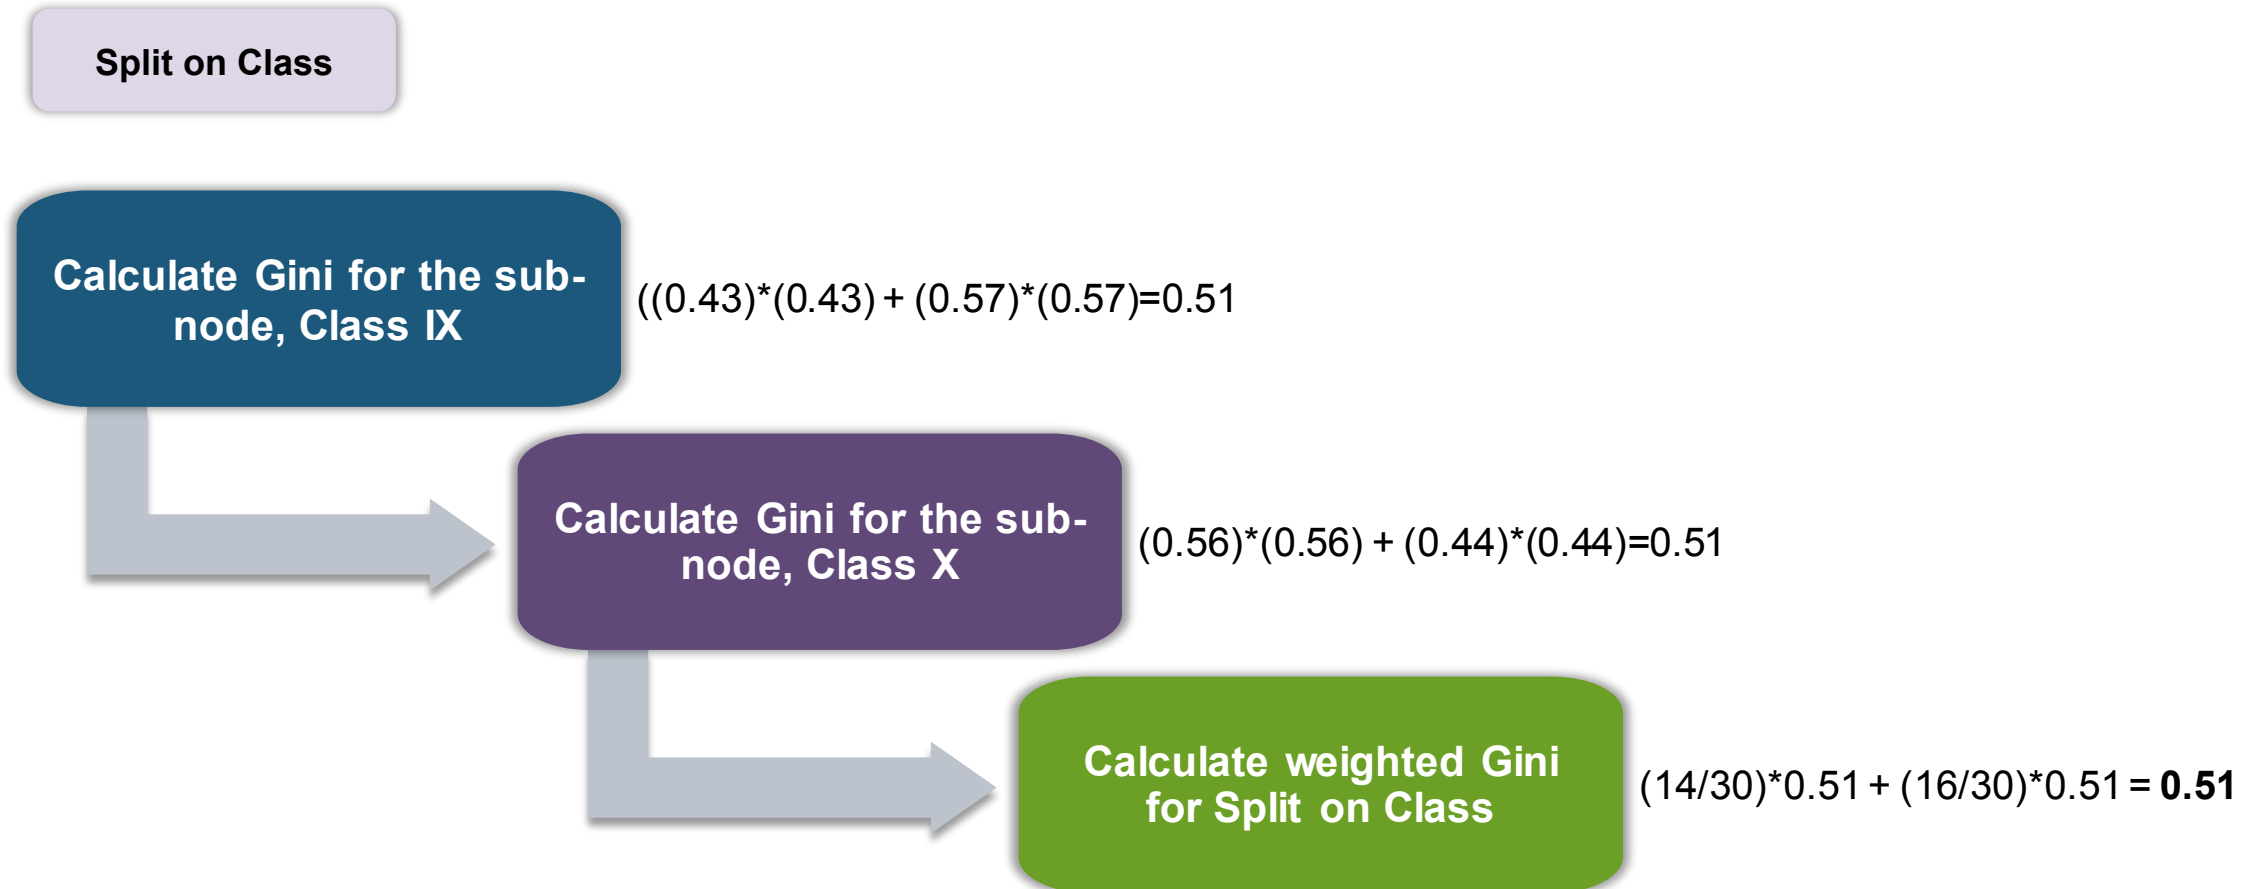 Split on Class
Calculate Gini for the sub-
node, Class IX
((0.43)*(0.43) + (0.57)*(0.57)=0.51
Calculate Gini for the sub-
node, Class X
(0.56)*(0.56) + (0.44)*(0.44)=0.51
Calculate weighted Gini
for Split on Class
(14/30)*0.51 + (16/30)*0.51 = 0.51